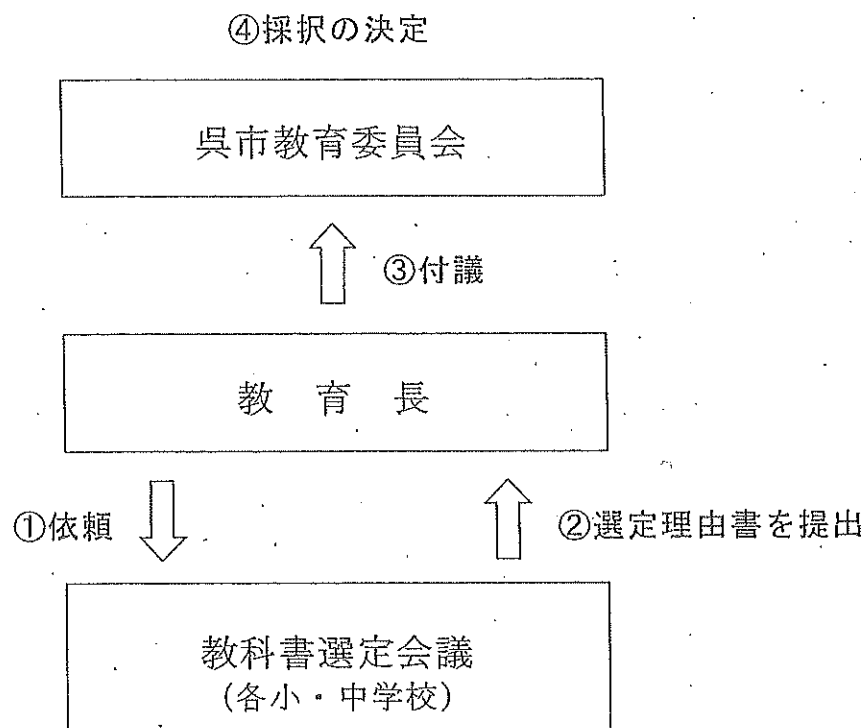 ④採択の決定
呉市教育委員会
③付議
教 育 長
①依頼
②選定理由書を提出
教科書選定会議
(各小・中学校)